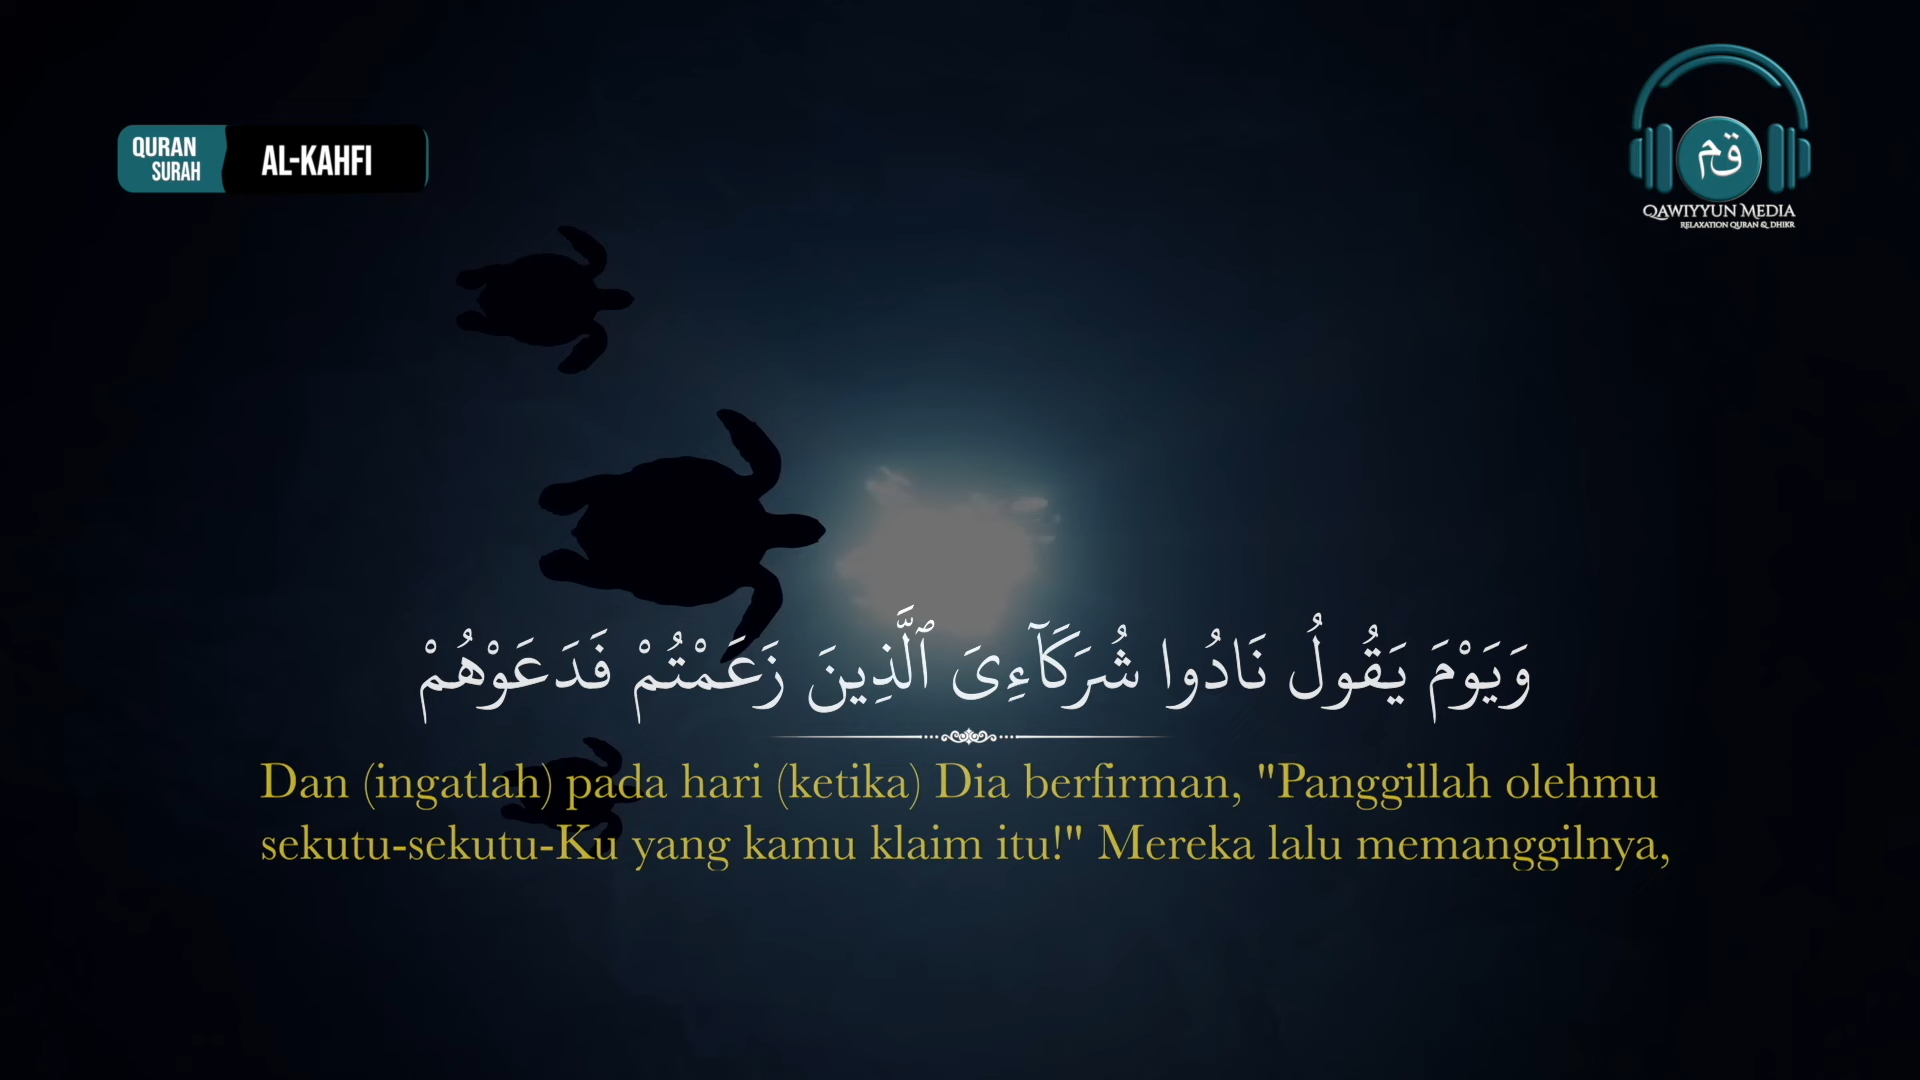 QURAN
SURAH
AL-KAHFI
قم
QAWIYYUN MEDIA
RELAXATION QURAN & DHIKR
وَيَوْمَ يَقُولُ نَادُوا شُرَكَآءِىَ ٱلَّذِينَ زَعَمْتُمْ فَدَعَوْهُمْ
Dan (ingatlah) pada hari (ketika) Dia berfirman, "Panggillah olehmu
sekutu-sekutu-Ku yang kamu klaim itu!" Mereka lalu memanggilnya,